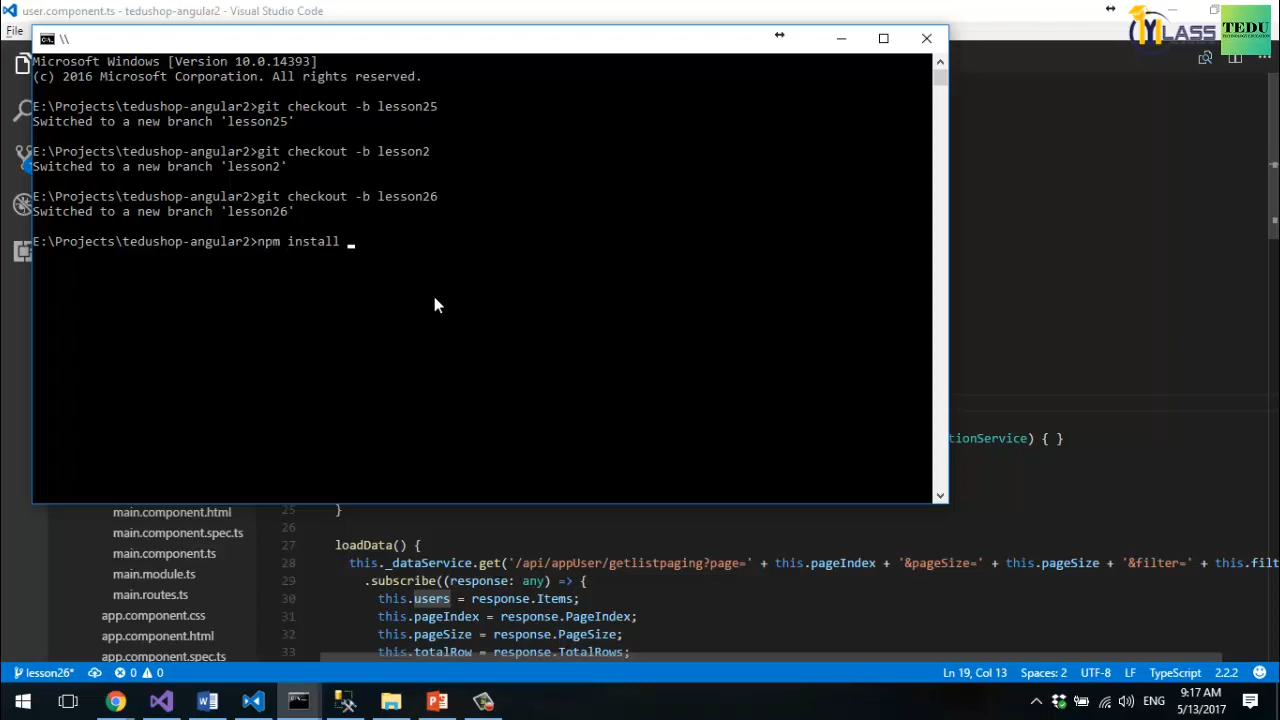 user.component.ts - tedushop-angular2 - Visual Studio Code
File
MCLASS
TEDU
\\
Microsoft Windows [Version 10.0.14393]
(c) 2016 Microsoft Corporation. All rights reserved.
E:\Projects\tedushop-angular2>git checkout -b lesson25
Switched to a new branch 'lesson25'
E:\Projects\tedushop-angular2>git checkout -b lesson2
Switched to a new branch 'lesson2'
E:\Projects\tedushop-angular2>git checkout -b lesson26
Switched to a new branch 'lesson26'
E:\Projects\tedushop-angular2>npm install _
tionService) { }
main.component.html
main.component.spec.ts
main.component.ts
main.module.ts
main.routes.ts
app.component.css
app.component.html
app.component.spec.ts
25 }
26
27 loadData() {
28 this._dataService.get('/api/appUser/getlistpaging?page=' + this.pageIndex + '&pageSize=' + this.pageSize + '&filter=' + this.filt
29 .subscribe((response: any) => {
30 this.users = response.Items;
31 this.pageIndex = response.PageIndex;
32 this.pageSize = response.PageSize;
33 this.totalRow = response.TotalRows;
lesson26* 0 0 Ln 19, Col 13 Spaces: 2 UTF-8 LF TypeScript 2.2.2
ENG
9:17 AM
5/13/2017